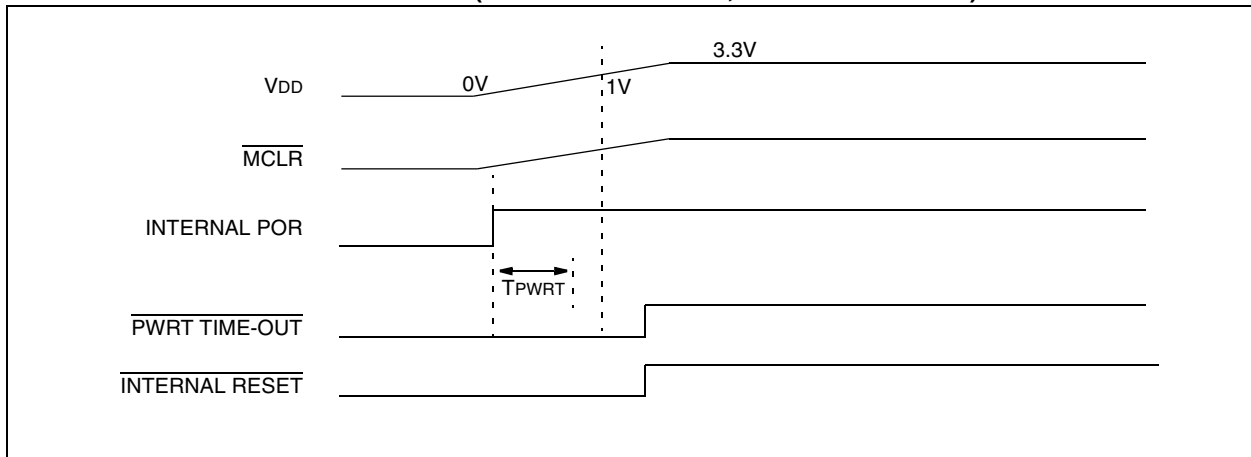 3.3V
VDD
0V
1V
MCLR
INTERNAL POR
TPWRT
PWRT TIME-OUT
INTERNAL RESET